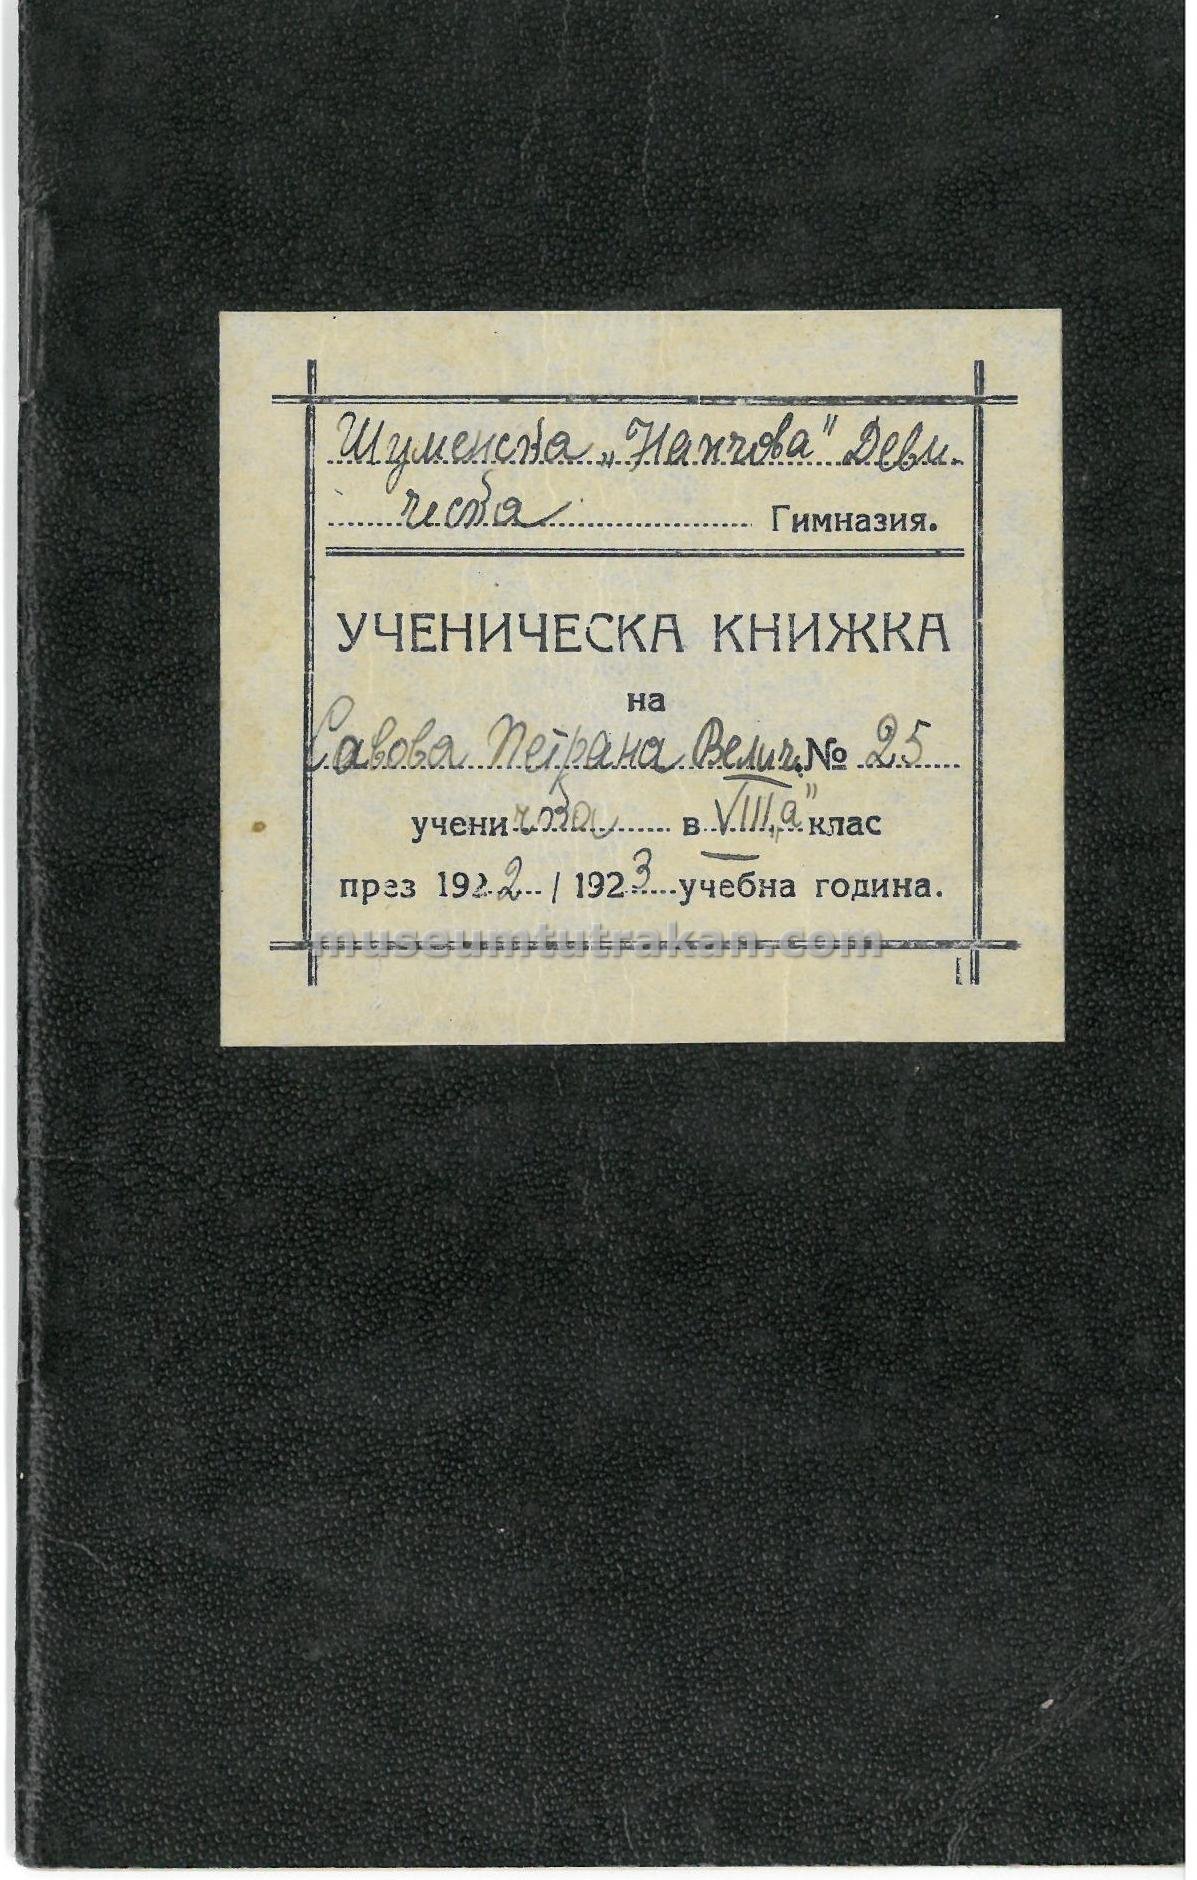 Шуменска „Нанчова" Деви-
ческа Гимназия.
УЧЕНИЧЕСКА КНИЖКА
на
Савова Петрана Велич. № 25
ученичка в VIII „а" клас
през 1922 / 1923 учебна година.
museumtutrakan.com